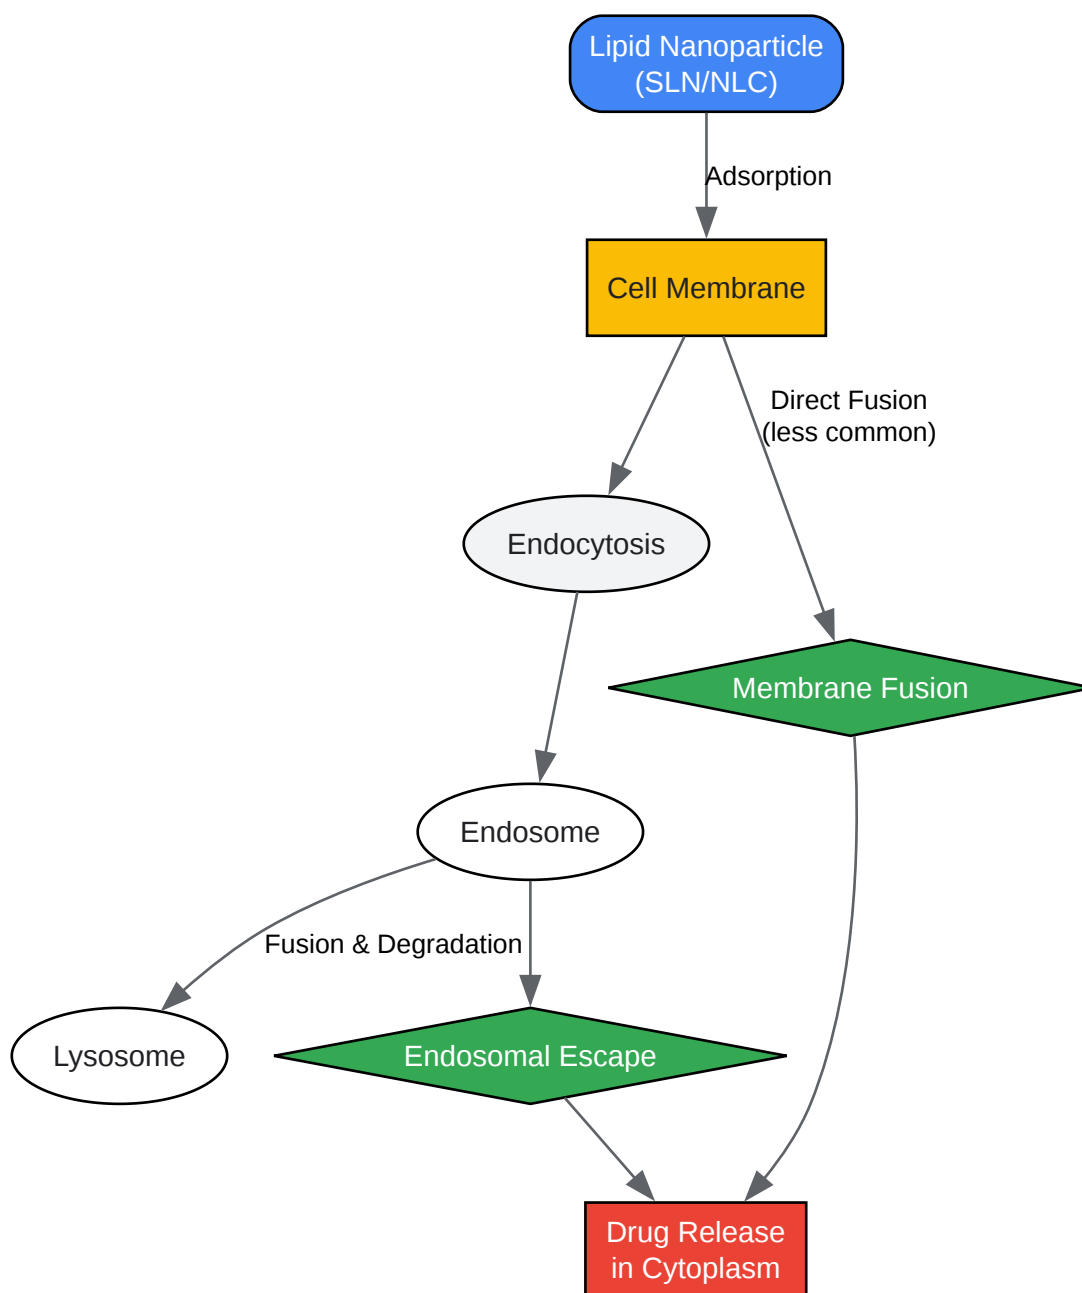 Lipid Nanoparticle
(SLN/NLC)
Adsorption
Cell Membrane
Direct Fusion
(less common)
Endocytosis
Membrane Fusion
Endosome
Fusion & Degradation
Lysosome
Endosomal Escape
Drug Release
in Cytoplasm